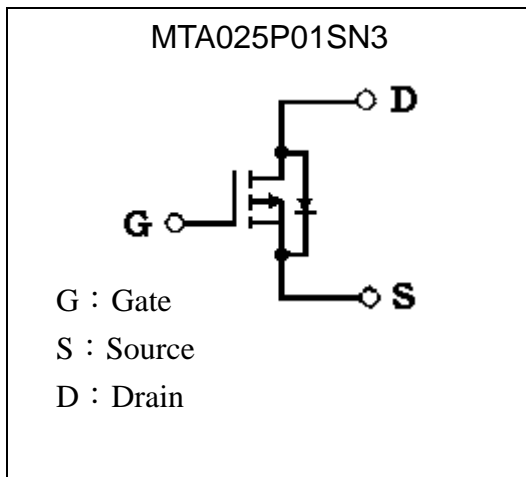 MTA025P01SN3
D
G
S
G：Gate
S：Source
D：Drain